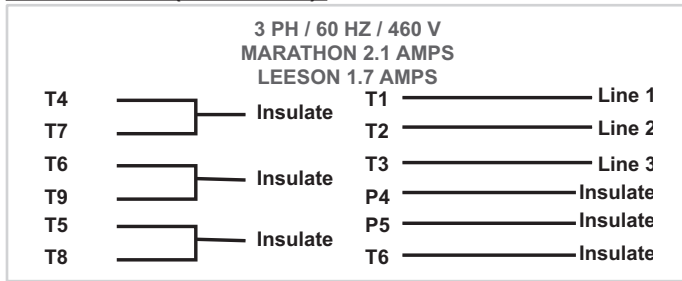 3 PH / 60 HZ / 460 V
MARATHON 2.1 AMPS
LEESON 1.7 AMPS
T4
T7
Insulate
T6
T9
Insulate
T5
T8
Insulate
T1 Line 1
T2 Line 2
T3 Line 3
P4 Insulate
P5 Insulate
T6 Insulate